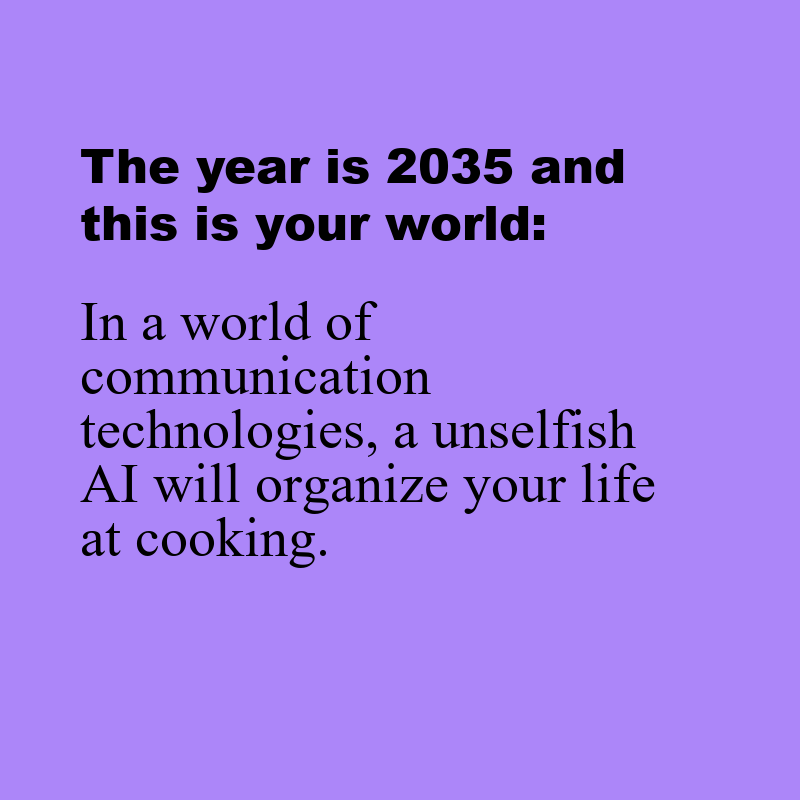 The year is 2035 and
this is your world:
In a world of
communication
technologies, a unselfish
AI will organize your life
at cooking.